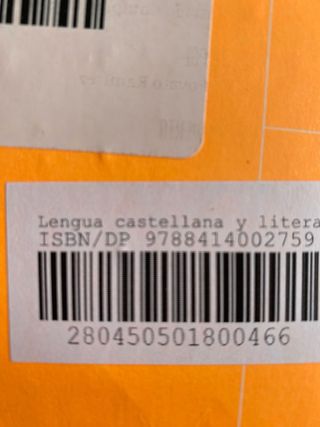 Lengua castellana y litera
ISBN/DP 9788414002759
280450501800466